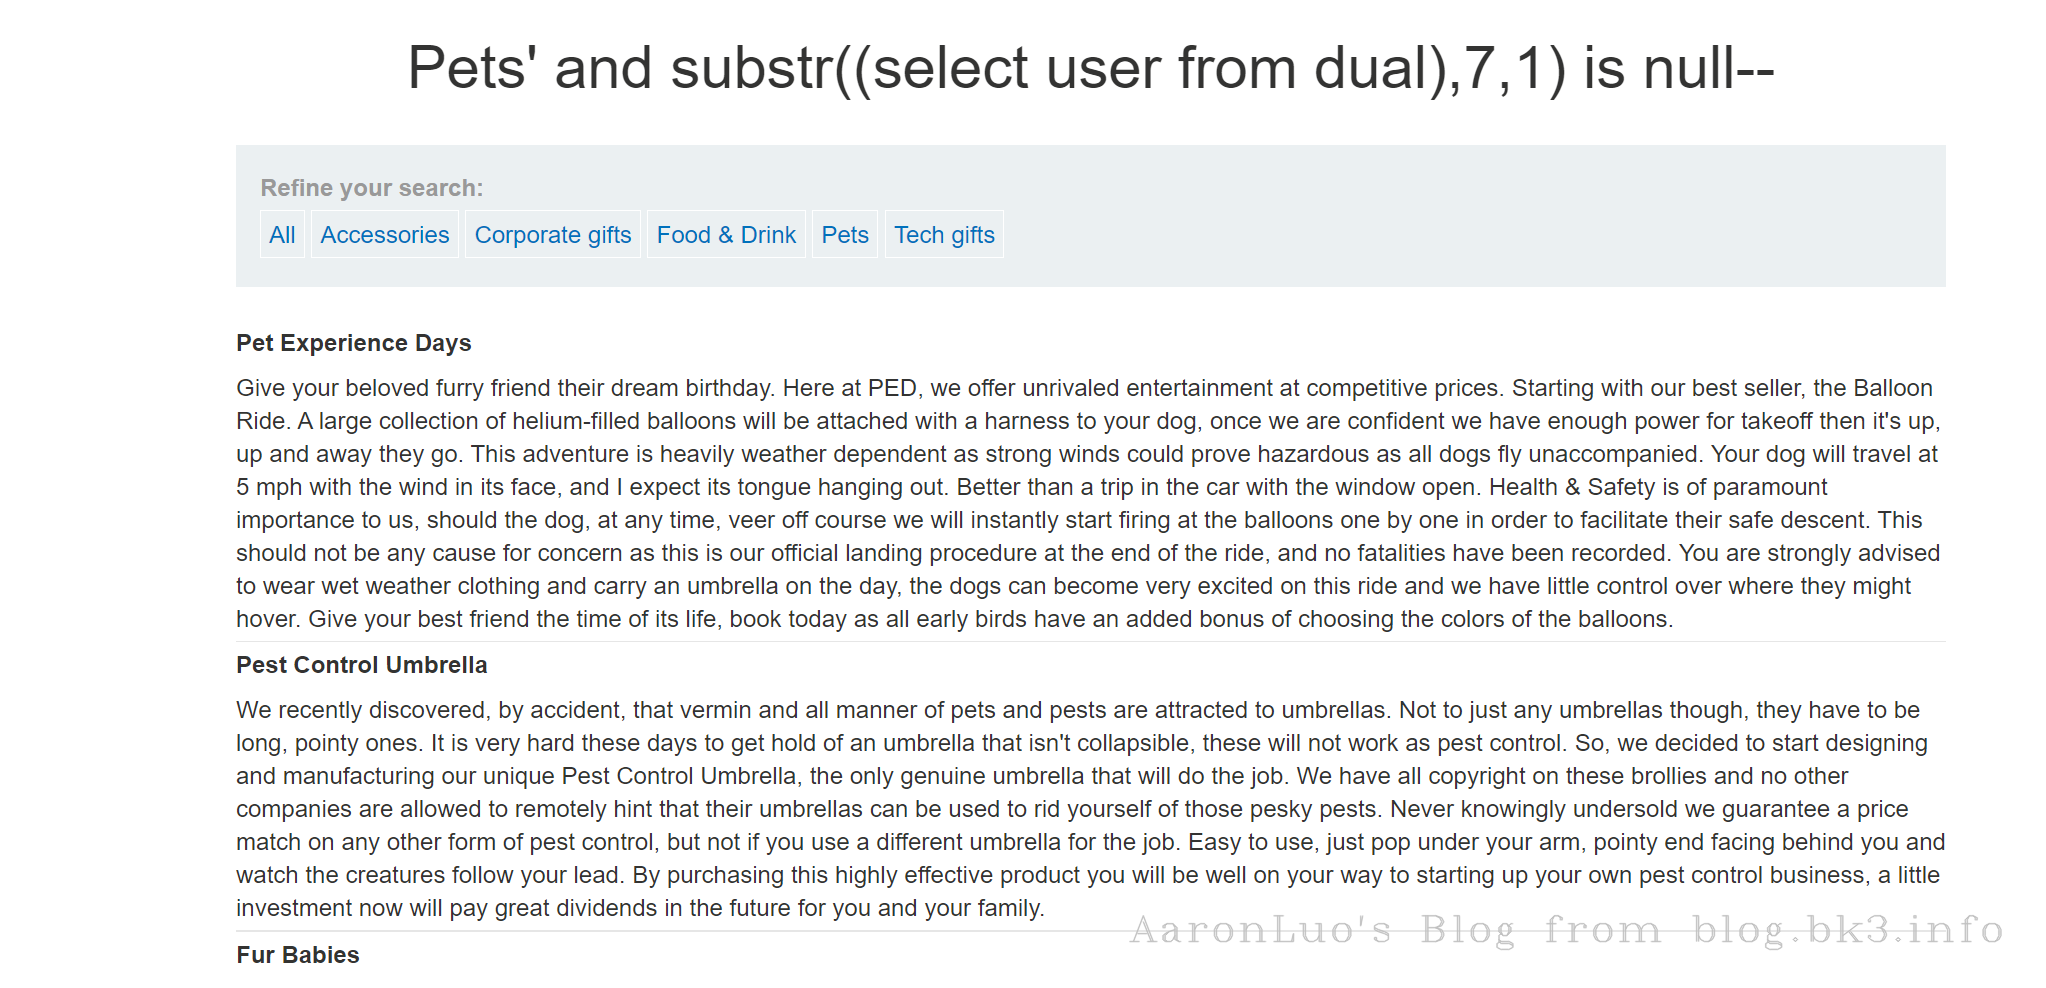 Pets' and substr((select user from dual),7,1) is null--
Refine your search:
All Accessories Corporate gifts Food & Drink Pets Tech gifts
Pet Experience Days
Give your beloved furry friend their dream birthday. Here at PED, we offer unrivaled entertainment at competitive prices. Starting with our best seller, the Balloon
Ride. A large collection of helium-filled balloons will be attached with a harness to your dog, once we are confident we have enough power for takeoff then it's up,
up and away they go. This adventure is heavily weather dependent as strong winds could prove hazardous as all dogs fly unaccompanied. Your dog will travel at
5 mph with the wind in its face, and I expect its tongue hanging out. Better than a trip in the car with the window open. Health & Safety is of paramount
importance to us, should the dog, at any time, veer off course we will instantly start firing at the balloons one by one in order to facilitate their safe descent. This
should not be any cause for concern as this is our official landing procedure at the end of the ride, and no fatalities have been recorded. You are strongly advised
to wear wet weather clothing and carry an umbrella on the day, the dogs can become very excited on this ride and we have little control over where they might
hover. Give your best friend the time of its life, book today as all early birds have an added bonus of choosing the colors of the balloons.
Pest Control Umbrella
We recently discovered, by accident, that vermin and all manner of pets and pests are attracted to umbrellas. Not to just any umbrellas though, they have to be
long, pointy ones. It is very hard these days to get hold of an umbrella that isn't collapsible, these will not work as pest control. So, we decided to start designing
and manufacturing our unique Pest Control Umbrella, the only genuine umbrella that will do the job. We have all copyright on these brollies and no other
companies are allowed to remotely hint that their umbrellas can be used to rid yourself of those pesky pests. Never knowingly undersold we guarantee a price
match on any other form of pest control, but not if you use a different umbrella for the job. Easy to use, just pop under your arm, pointy end facing behind you and
watch the creatures follow your lead. By purchasing this highly effective product you will be well on your way to starting up your own pest control business, a little
investment now will pay great dividends in the future for you and your family.
AaronLuo's Blog from blog.bk3.info
Fur Babies